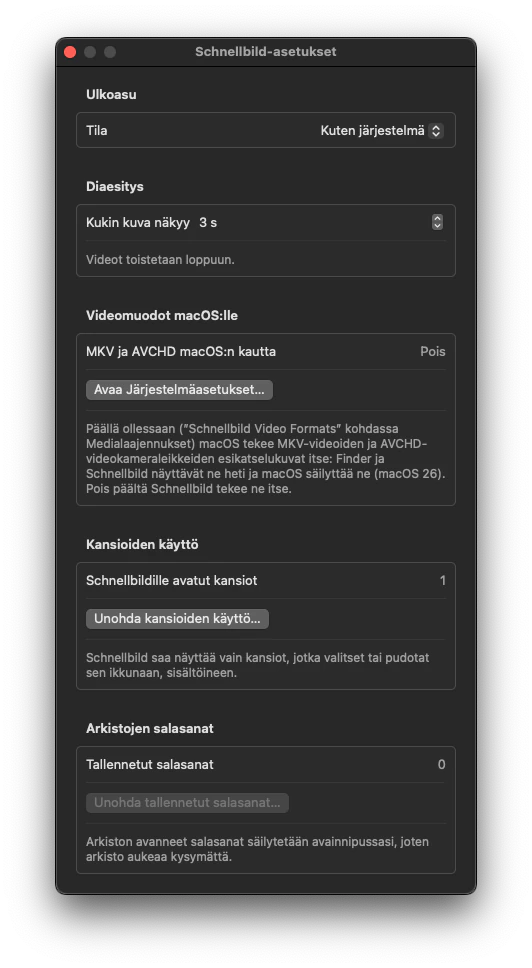 Schnellbild-asetukset
Ulkoasu
Tila Kuten järjestelmä
Diaesitys
Kukin kuva näkyy 3 s
Videot toistetaan loppuun.
Videomuodot macOS:lle
MKV ja AVCHD macOS:n kautta Pois
Avaa Järjestelmäasetukset...
Päällä ollessaan (”Schnellbild Video Formats” kohdassa
Medialaajennukset) macOS tekee MKV-videoiden ja AVCHD-
videokameraleikkeiden esikatselukuvat itse: Finder ja
Schnellbild näyttävät ne heti ja macOS säilyttää ne (macOS 26).
Pois päältä Schnellbild tekee ne itse.
Kansioiden käyttö
Schnellbildille avatut kansiot 1
Unohda kansioiden käyttö...
Schnellbild saa näyttää vain kansiot, jotka valitset tai pudotat
sen ikkunaan, sisältöineen.
Arkistojen salasanat
Tallennetut salasanat 0
Unohda tallennetut salasanat...
Arkiston avanneet salasanat säilytetään avainnipussasi, joten
arkisto aukeaa kysymättä.